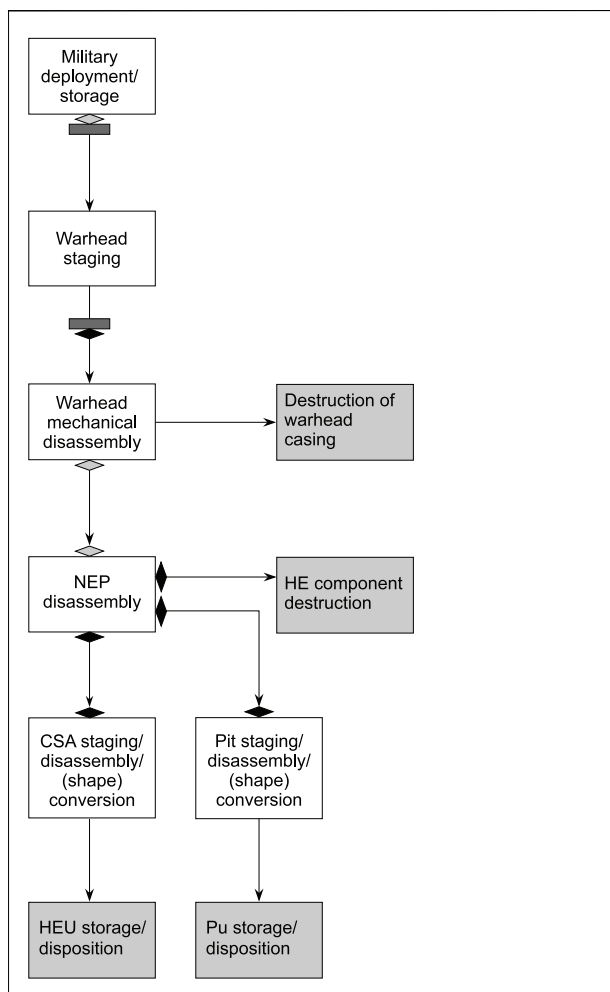 Military
deployment/
storage
Warhead
staging
Warhead
mechanical
disassembly
Destruction of
warhead
casing
NEP
disassembly
HE component
destruction
CSA staging/
disassembly/
(shape)
conversion
Pit staging/
disassembly/
(shape)
conversion
HEU storage/
disposition
Pu storage/
disposition